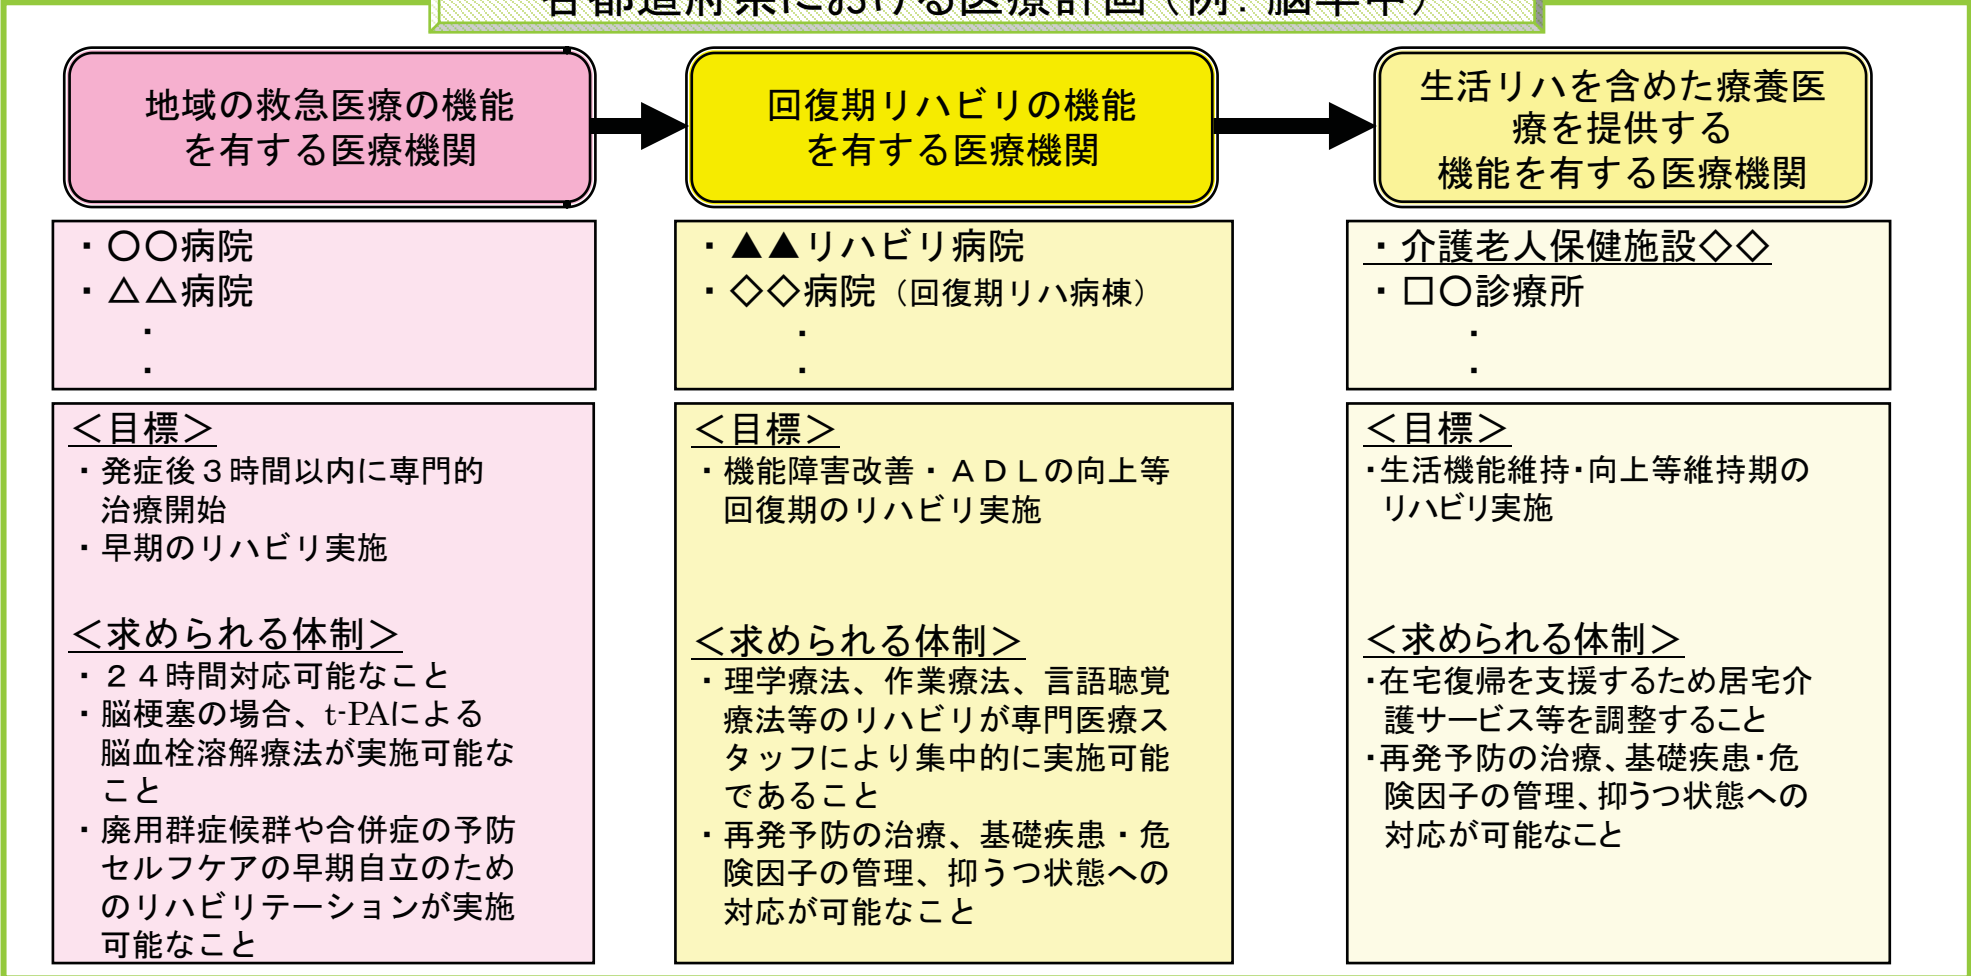 各都道府県における医療計画（例：脳卒中）
地域の救急医療の機能
を有する医療機関
回復期リハビリの機能
を有する医療機関
生活リハを含めた療養医
療を提供する
機能を有する医療機関
・〇〇病院
・△△病院
・
・
・▲▲リハビリ病院
・◇◇病院（回復期リハ病棟）
・
・
・介護老人保健施設◇◇
・□〇診療所
・
・
＜目標＞
・発症後３時間以内に専門的
治療開始
・早期のリハビリ実施
＜求められる体制＞
・２４時間対応可能なこと
・脳梗塞の場合、t-PAによる
脳血栓溶解療法が実施可能な
こと
・廃用群症候群や合併症の予防
セルフケアの早期自立のため
のリハビリテーションが実施
可能なこと
＜目標＞
・機能障害改善・ＡＤＬの向上等
回復期のリハビリ実施
＜求められる体制＞
・理学療法、作業療法、言語聴覚
療法等のリハビリが専門医療ス
タッフにより集中的に実施可能
であること
・再発予防の治療、基礎疾患・危
険因子の管理、抑うつ状態への
対応が可能なこと
＜目標＞
・生活機能維持・向上等維持期の
リハビリ実施
＜求められる体制＞
・在宅復帰を支援するため居宅介
護サービス等を調整すること
・再発予防の治療、基礎疾患・危
険因子の管理、抑うつ状態への
対応が可能なこと